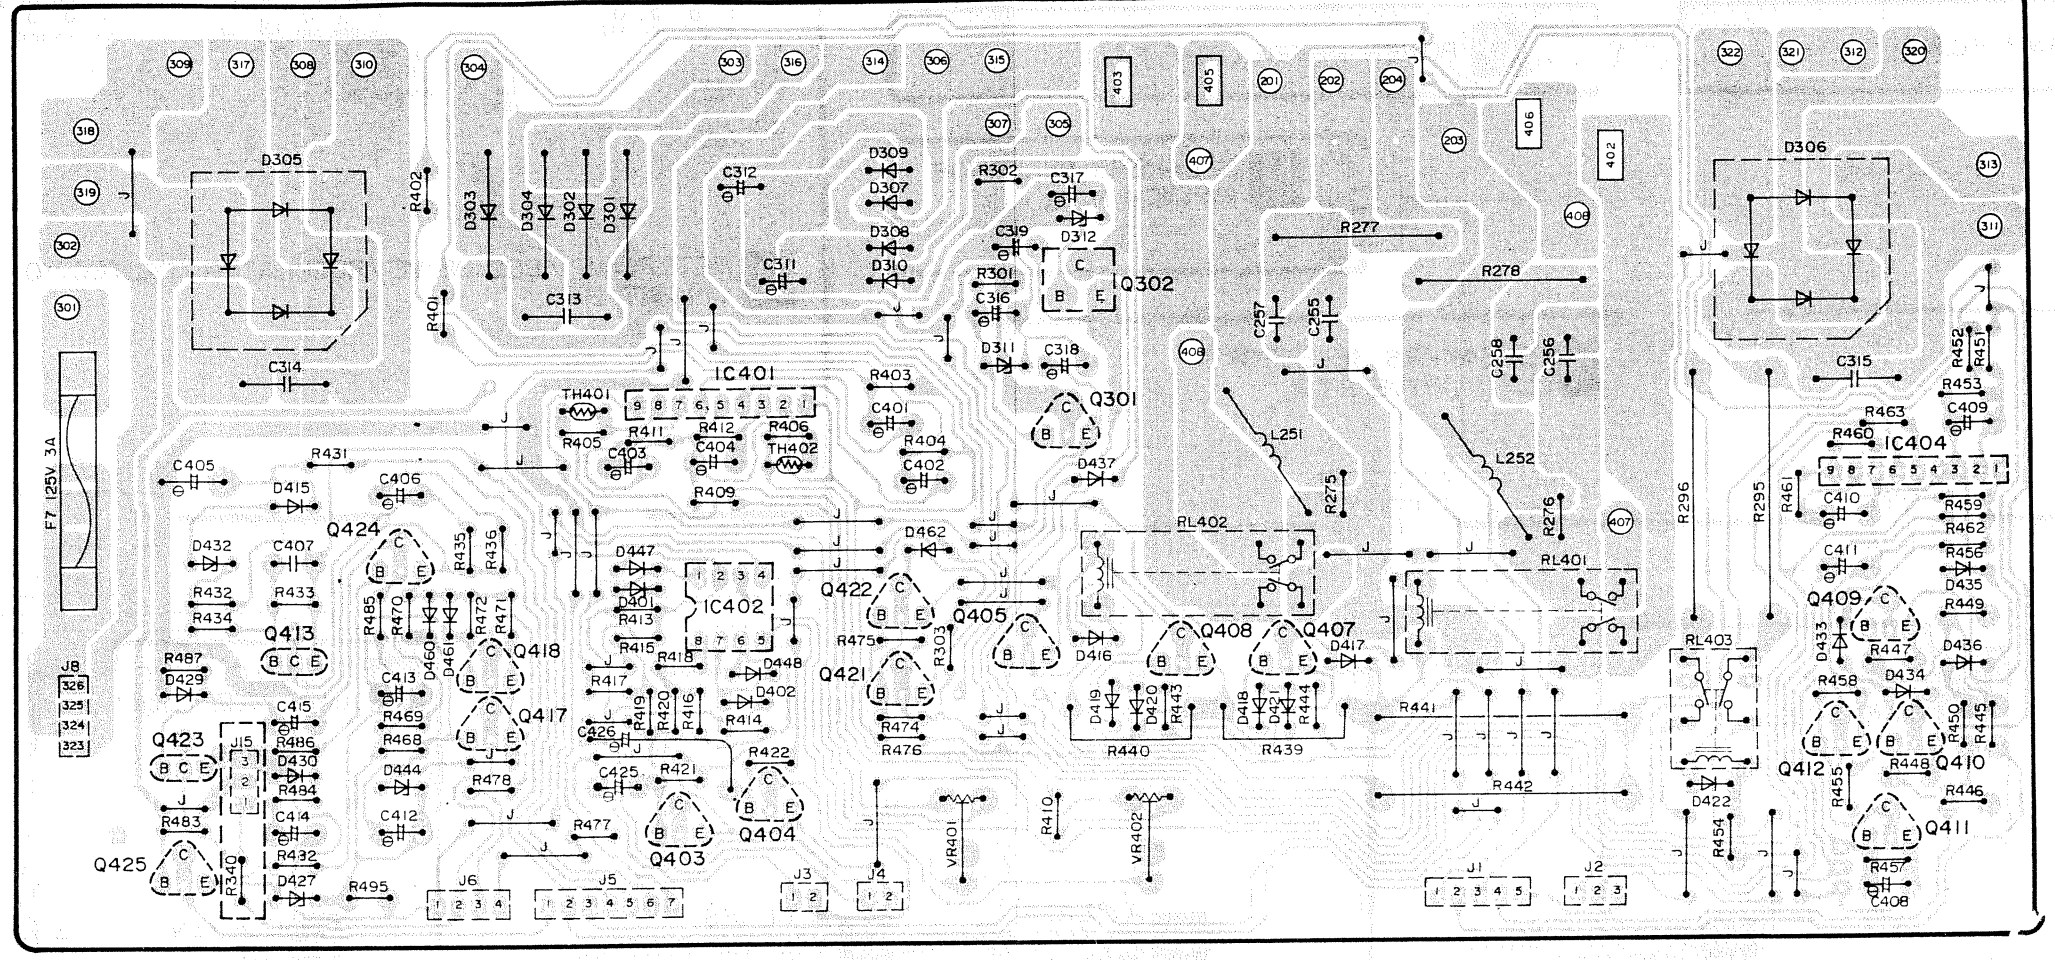 309 317 308 310 304 303 316 314 306 315 403 405 201 202 204 J 322 321 312 320
318 307 305 203 406 402
D305 D309 407 D306
319 J R402 D303 D304 D302 D301 C312 D307 R302 C317 408 313
302 D308 C319 D312 R277 J 311
C311 D310 R301 C Q302 R278 J
301 R401 C313 J J J C316 B E C257 C255
J D311 C318 408 J C258 C256 R452 R451
C314 IC401 R403 C315
TH401 9 8 7 6 5 4 3 2 1 C401 C Q301 R453
J R405 R411 R412 R406 B E L251 R463 C409
F7 125V 3A R431 J C403 C404 TH402 R404 L252 R460 IC404
C405 C406 C402 D437 R275 R296 R295 R461 9 8 7 6 5 4 3 2 1
D415 R409 J R276 407 C410 R459
Q424 C R435 R436 J J J J J RL402 R462
D432 C407 B E D447 J D462 J J J RL401 C411 R456
D401 1 2 3 4 J Q422 C J D435
R432 R433 R485 R470 R472 R471 IC402 B E J Q409 C R449
R434 R413 8 7 6 5 J R475 R303 Q405 C D416 Q408 C Q407 C J D433 B E
Q413 D460 D461 C Q418 R415 B E B E B E D417 RL403 R447 D436
J8 R487 B C E B E J R418 D448 Q421 C J
326 D429 C413 R417 D402 B E D419 D420 R443 D418 D421 R444 R458 D434
325 C415 R469 C Q417 R419 R420 R416 R474 J R441 J J J J C C R450 R445
324 J15 R486 R468 B E J C426 R414 R476 J R440 R439 B E B E
323 Q423 3 D430 J J R422 Q412 R448 Q410
B C E 2 R484 D444 R478 C425 R421 C R442 D422 R455
J 1 C414 C412 C B E J VR401 R410 VR402 J R454 C R446
R483 J R477 B E Q404 B E Q411
Q425 C R340 R432 J Q403 J J R457
B E D427 R495 J6 J5 J3 J4 J1 J2 C408
1 2 3 4 1 2 3 4 5 6 7 1 2 1 2 1 2 3 4 5 1 2 3